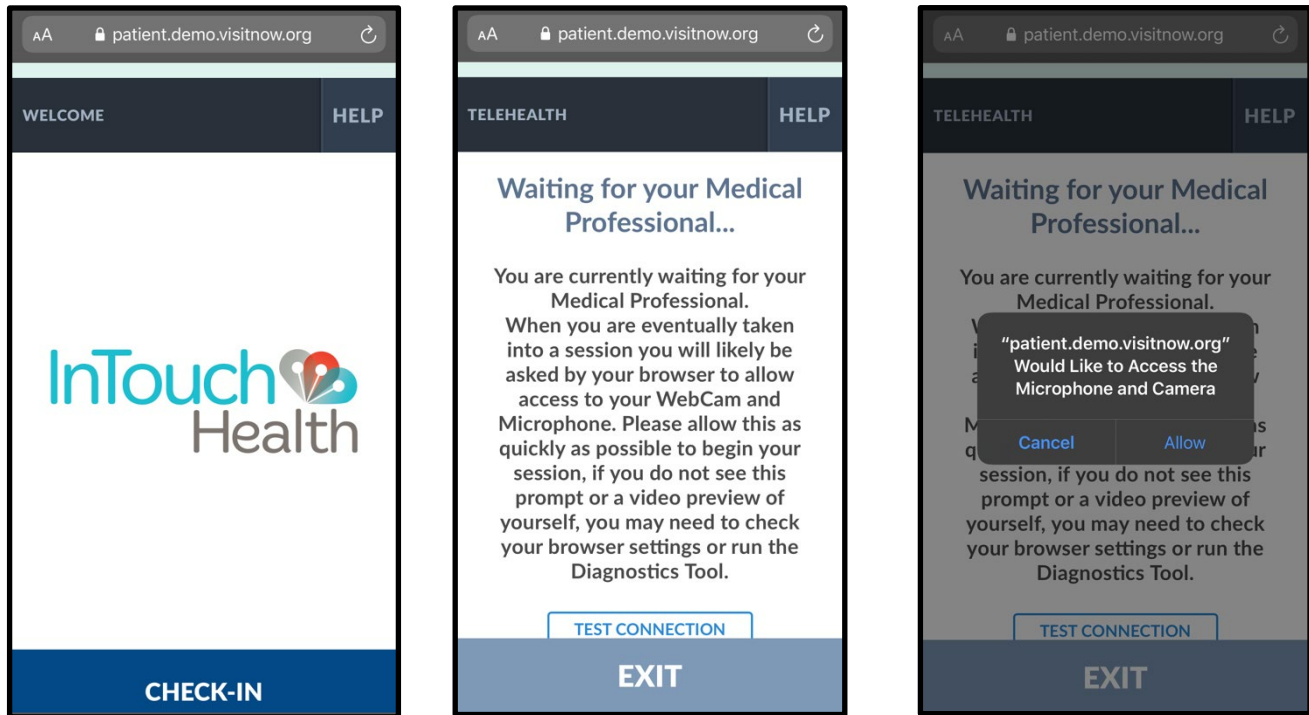 AA patient.demo.visitnow.org
WELCOME HELP
InTouch
Health
CHECK-IN
AA patient.demo.visitnow.org
TELEHEALTH HELP
Waiting for your Medical
Professional...
You are currently waiting for your
Medical Professional.
When you are eventually taken
into a session you will likely be
asked by your browser to allow
access to your WebCam and
Microphone. Please allow this as
quickly as possible to begin your
session, if you do not see this
prompt or a video preview of
yourself, you may need to check
your browser settings or run the
Diagnostics Tool.
TEST CONNECTION
EXIT
AA patient.demo.visitnow.org
TELEHEALTH HELP
Waiting for your Medical
Professional...
You are currently waiting for your
Medical Professional.
“patient.demo.visitnow.org”
Would Like to Access the
Microphone and Camera
Cancel Allow
session, if you do not see this
prompt or a video preview of
yourself, you may need to check
your browser settings or run the
Diagnostics Tool.
TEST CONNECTION
EXIT